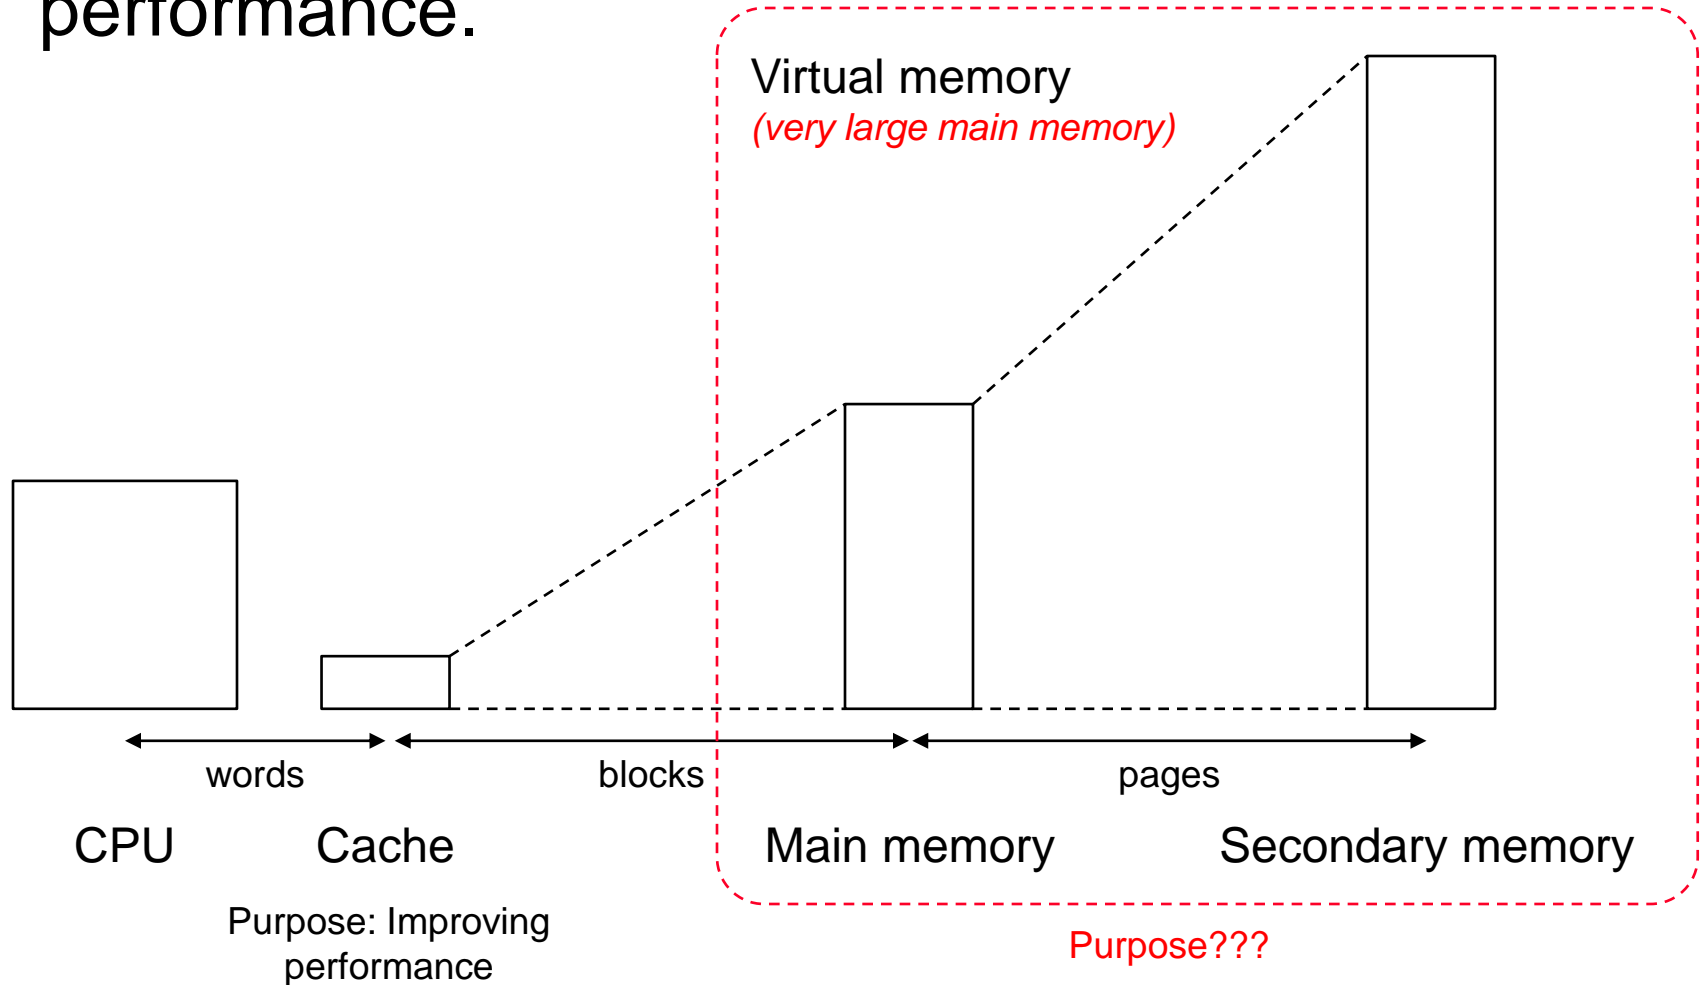 performance.
Virtual memory
(very large main memory)
words
blocks
pages
CPU
Cache
Main memory
Secondary memory
Purpose: Improving
performance
Purpose???